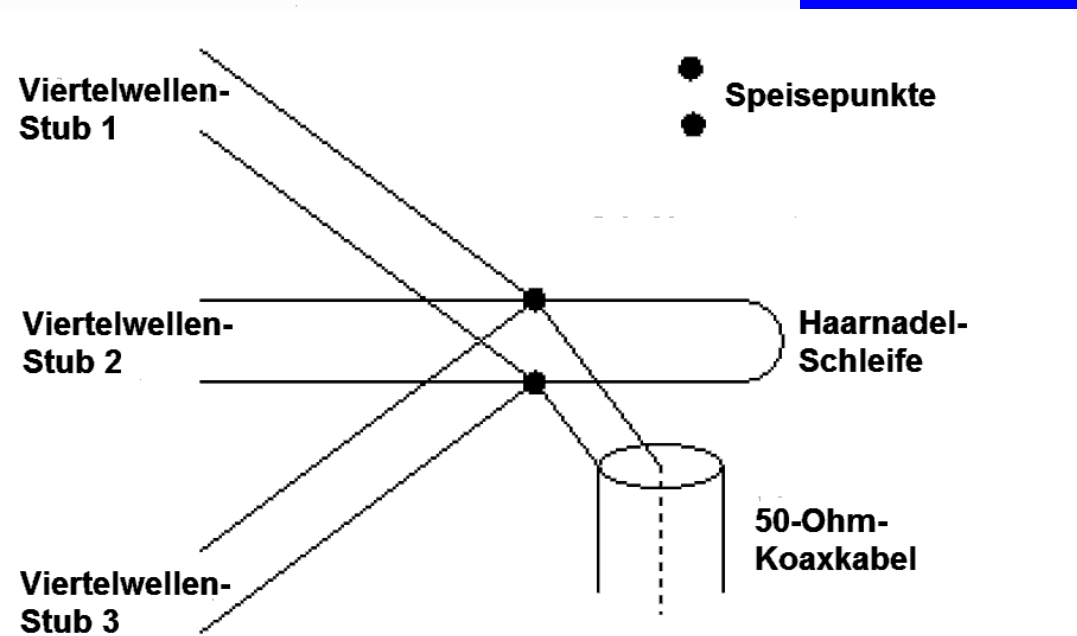 Viertelwellen-
Stub 1
Speisepunkte
Viertelwellen-
Stub 2
Haarnadel-
Schleife
50-Ohm-
Koaxkabel
Viertelwellen-
Stub 3